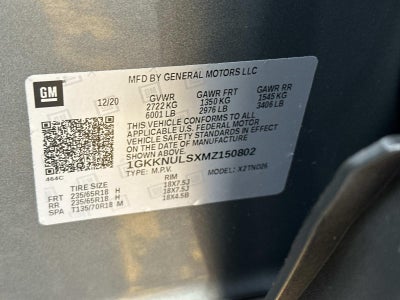 MFD BY GENERAL MOTORS LLC
GM
12/20 GVWR GAWR FRT GAWR RR
2722 KG 1350 KG 1545 KG
6001 LB 2976 LB 3406 LB
THIS VEHICLE CONFORMS TO ALL
APPLICABLE U.S. FEDERAL MOTOR
VEHICLE SAFETY STANDARDS IN EFFECT ON
THE DATE OF MANUFACTURE SHOWN ABOVE.
1GKKNULSXMZ150802
464C TYPE: M.P.V. MODEL: X2TND26
TIRE SIZE RIM
FRT 235/65R18 H 18X7.5J
RR 235/65R18 H 18X7.5J
SPA T135/70R18 M 18X4.5B